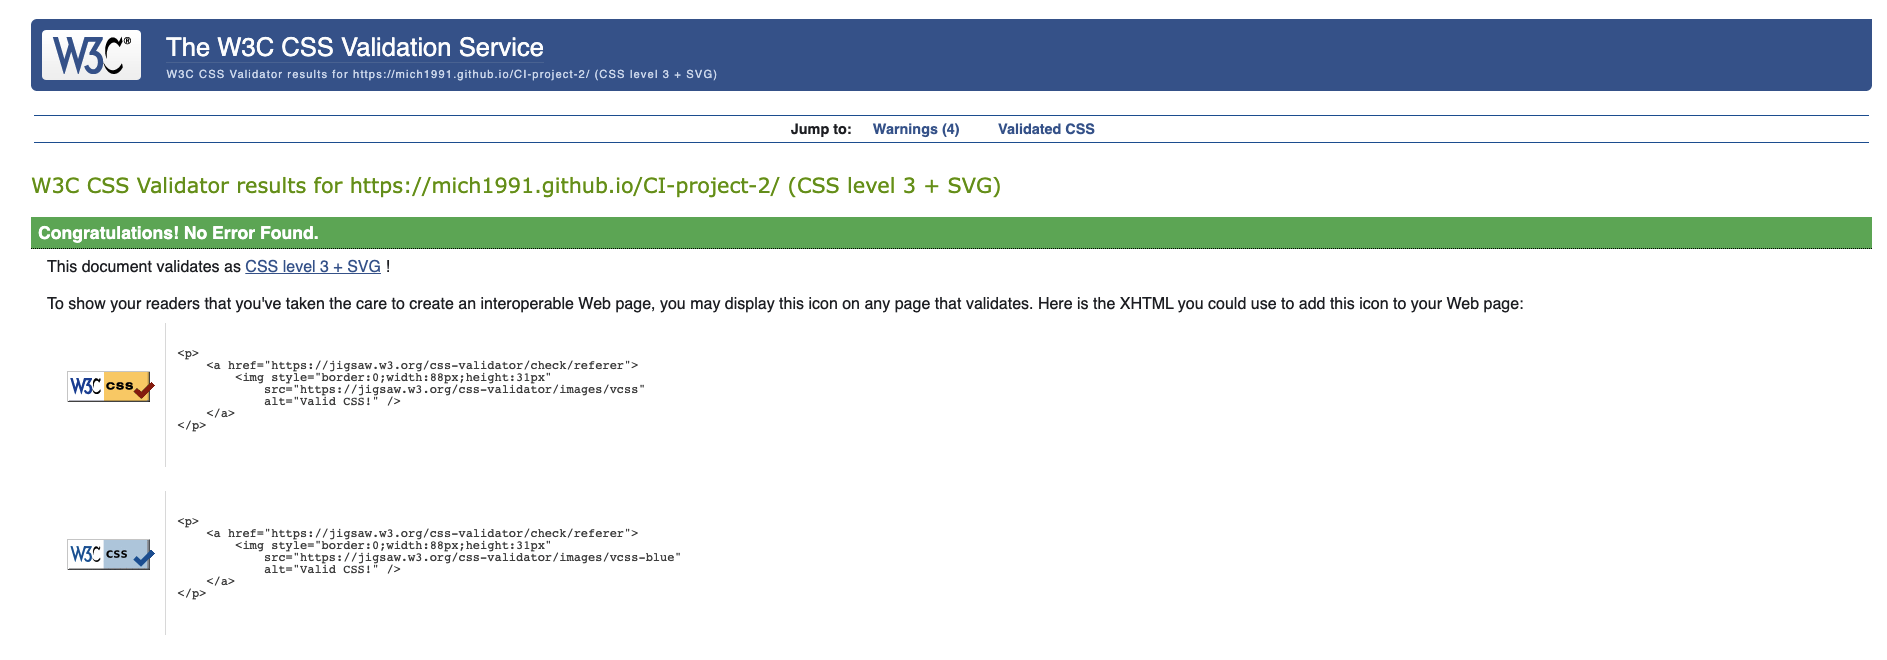 W3C®
The W3C CSS Validation Service
W3C CSS Validator results for https://mich1991.github.io/CI-project-2/ (CSS level 3 + SVG)
Jump to: Warnings (4) Validated CSS
W3C CSS Validator results for https://mich1991.github.io/CI-project-2/ (CSS level 3 + SVG)
Congratulations! No Error Found.
This document validates as CSS level 3 + SVG !
To show your readers that you've taken the care to create an interoperable Web page, you may display this icon on any page that validates. Here is the XHTML you could use to add this icon to your Web page:
W3C css
<p>
    <a href="https://jigsaw.w3.org/css-validator/check/referer">
        <img style="border:0;width:88px;height:31px"
            src="https://jigsaw.w3.org/css-validator/images/vcss"
            alt="Valid CSS!" />
    </a>
</p>
W3C css
<p>
    <a href="https://jigsaw.w3.org/css-validator/check/referer">
        <img style="border:0;width:88px;height:31px"
            src="https://jigsaw.w3.org/css-validator/images/vcss-blue"
            alt="Valid CSS!" />
    </a>
</p>